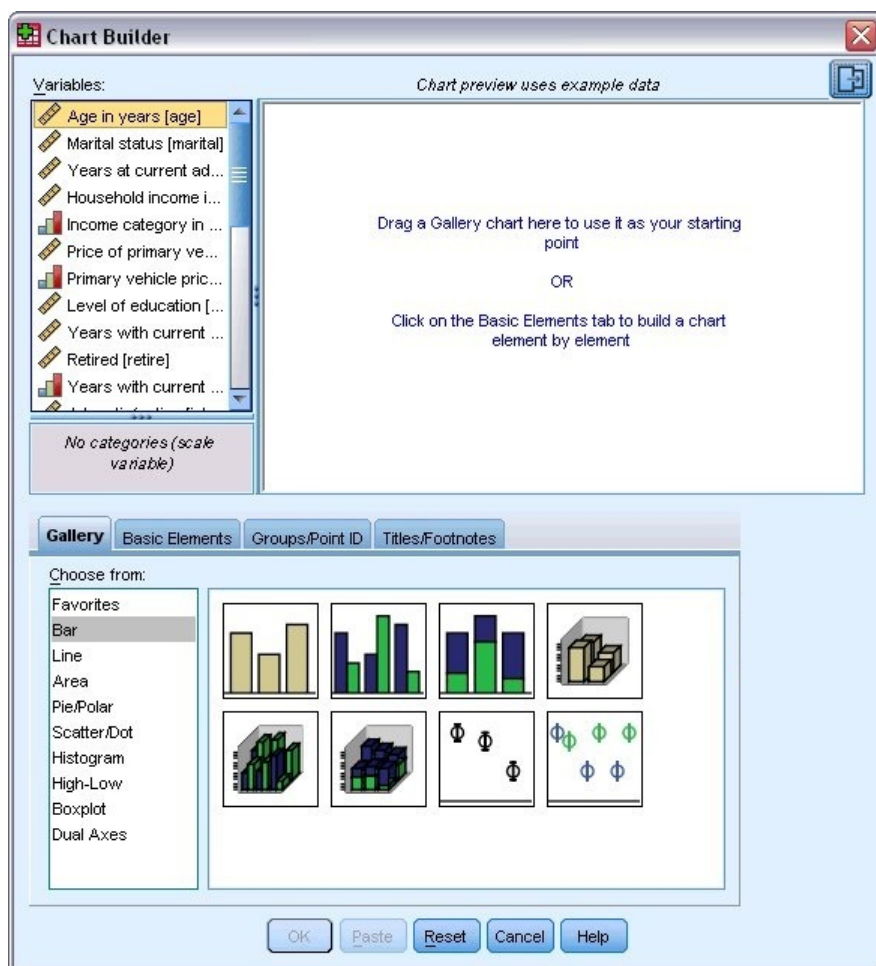 Chart Builder
Variables:
Chart preview uses example data
Age in years [age]
Marital status [marital]
Years at current ad...
Household income i...
Income category in ...
Price of primary ve...
Primary vehicle pric...
Level of education [...
Years with current ...
Retired [retire]
Years with current ...
No categories (scale
variable)
Drag a Gallery chart here to use it as your starting
point
OR
Click on the Basic Elements tab to build a chart
element by element
Gallery
Basic Elements
Groups/Point ID
Titles/Footnotes
Choose from:
Favorites
Bar
Line
Area
Pie/Polar
Scatter/Dot
Histogram
High-Low
Boxplot
Dual Axes
OK
Paste
Reset
Cancel
Help